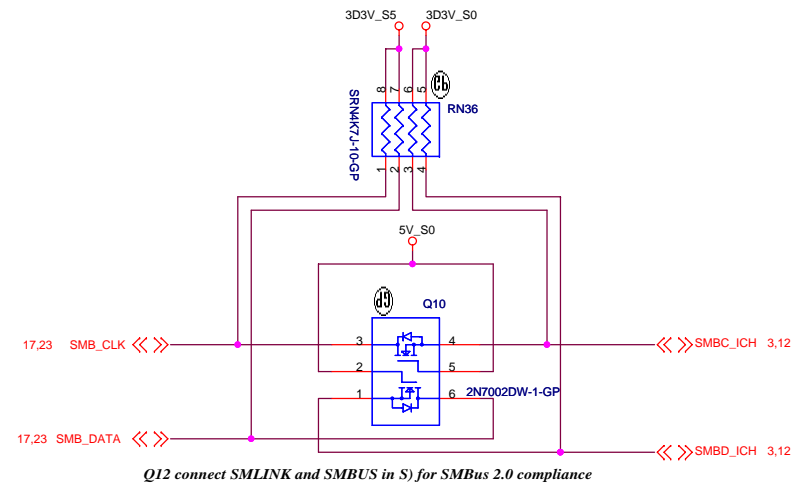 3D3V_S5 3D3V_S0
8 7 6 5
RN36
SRN4K7J-10-GP
1 2 3 4
5V_S0
Q10
17,23 SMB_CLK 3 4 SMBC_ICH 3,12
2 5
1 6 2N7002DW-1-GP
17,23 SMB_DATA SMBD_ICH 3,12
Q12 connect SMLINK and SMBUS in S) for SMBus 2.0 compliance